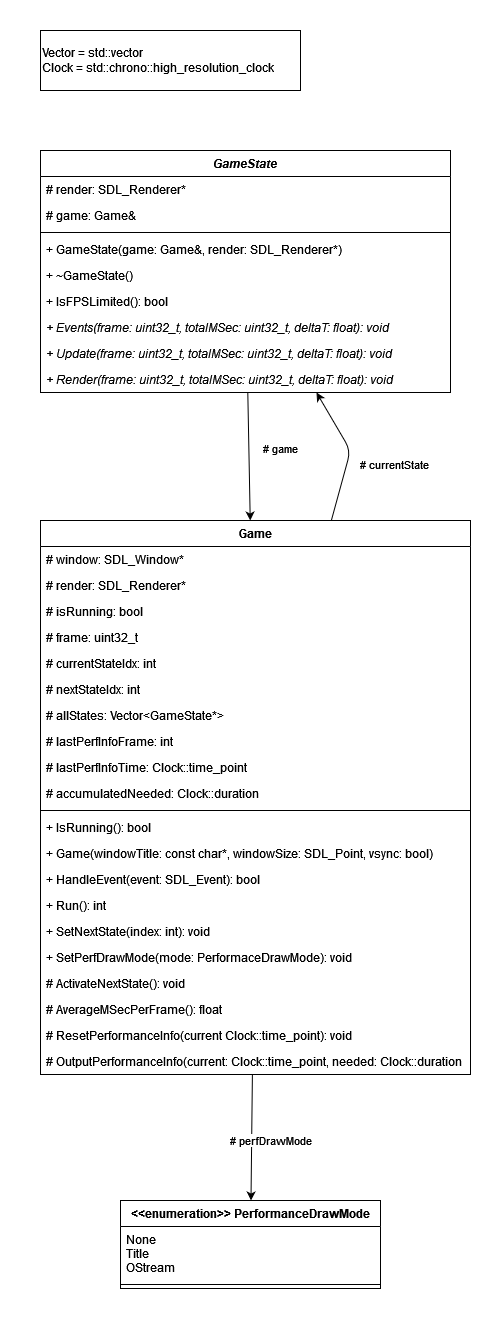 Vector = std::vector
Clock = std::chrono::high_resolution_clock
GameState
# render: SDL_Renderer*
# game: Game&
+ GameState(game: Game&, render: SDL_Renderer*)
+ ~GameState()
+ IsFPSLimited(): bool
+ Events(frame: uint32_t, totalMSec: uint32_t, deltaT: float): void
+ Update(frame: uint32_t, totalMSec: uint32_t, deltaT: float): void
+ Render(frame: uint32_t, totalMSec: uint32_t, deltaT: float): void
# game
# currentState
Game
# window: SDL_Window*
# render: SDL_Renderer*
# isRunning: bool
# frame: uint32_t
# currentStateIdx: int
# nextStateIdx: int
# allStates: Vector<GameState*>
# lastPerfInfoFrame: int
# lastPerfInfoTime: Clock::time_point
# accumulatedNeeded: Clock::duration
+ IsRunning(): bool
+ Game(windowTitle: const char*, windowSize: SDL_Point, vsync: bool)
+ HandleEvent(event: SDL_Event): bool
+ Run(): int
+ SetNextState(index: int): void
+ SetPerfDrawMode(mode: PerformaceDrawMode): void
# ActivateNextState(): void
# AverageMSecPerFrame(): float
# ResetPerformanceInfo(current Clock::time_point): void
# OutputPerformanceInfo(current: Clock::time_point, needed: Clock::duration
# perfDrawMode
<<enumeration>> PerformanceDrawMode
None
Title
OStream